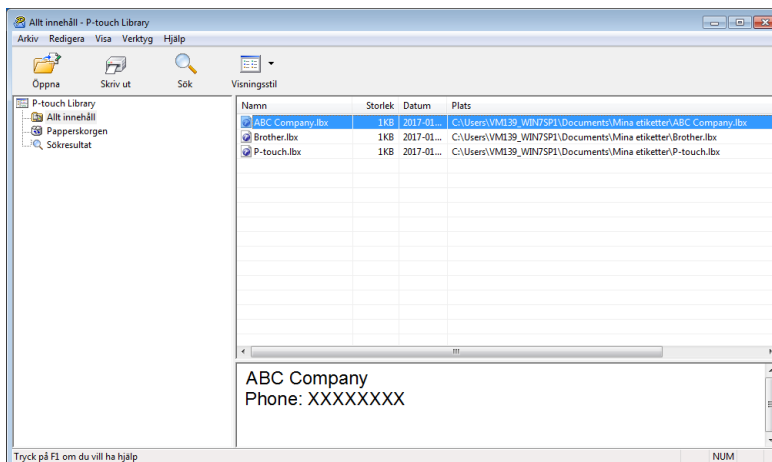 Allt innehåll - P-touch Library
Arkiv Redigera Visa Verktyg Hjälp
Öppna Skriv ut Sök Visningsstil
P-touch Library
Allt innehåll
Papperskorgen
Sökresultat
Namn Storlek Datum Plats
ABC Company.lbx 1KB 2017-01... C:\Users\VM139_WIN7SP1\Documents\Mina etiketter\ABC Company.lbx
Brother.lbx 1KB 2017-01... C:\Users\VM139_WIN7SP1\Documents\Mina etiketter\Brother.lbx
P-touch.lbx 1KB 2017-01... C:\Users\VM139_WIN7SP1\Documents\Mina etiketter\P-touch.lbx
ABC Company
Phone: XXXXXXXX
Tryck på F1 om du vill ha hjälp NUM